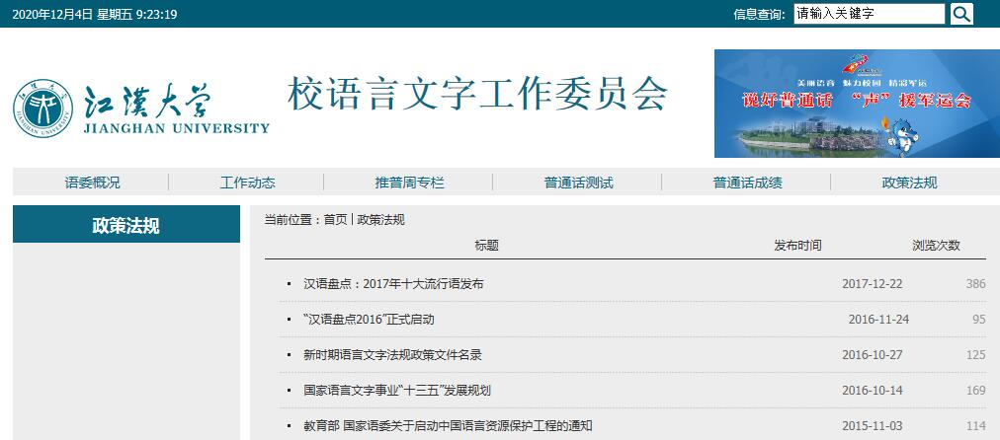 2020年12月4日 星期五 9:23:19
信息查询: 请输入关键字
江漢大学
JIANGHAN UNIVERSITY
校语言文字工作委员会
美丽语音 魅力校园 精彩军运
说好普通话 “声”援军运会
语委概况 工作动态 推普周专栏 普通话测试 普通话成绩 政策法规
政策法规
当前位置：首页 | 政策法规
标题 发布时间 浏览次数
汉语盘点：2017年十大流行语发布 2017-12-22 386
“汉语盘点2016”正式启动 2016-11-24 95
新时期语言文字法规政策文件名录 2016-10-27 125
国家语言文字事业“十三五”发展规划 2016-10-14 169
教育部 国家语委关于启动中国语言资源保护工程的通知 2015-11-03 114